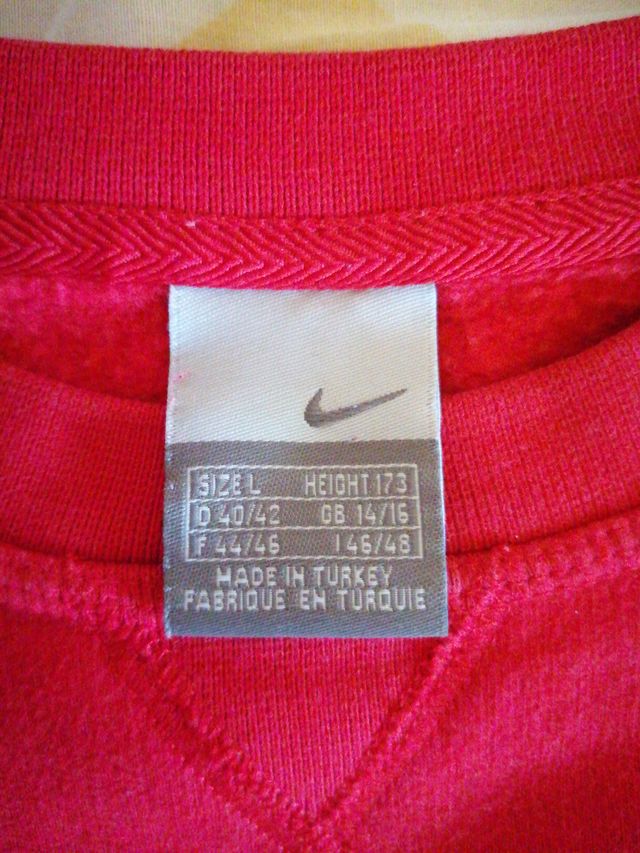 SIZE L HEIGHT 173
D 40/42 GB 14/16
F 44/46 I 46/48
MADE IN TURKEY
FABRIQUE EN TURQUIE